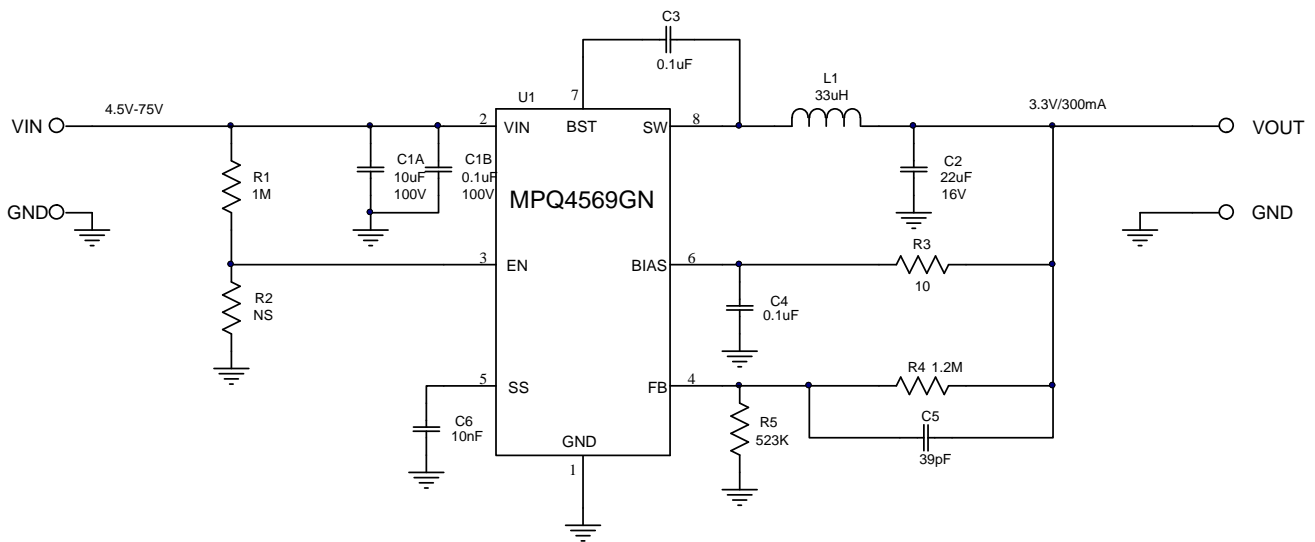 C3
0.1uF
L1
33uH
4.5V-75V
U1
7
3.3V/300mA
VIN
2
VIN
BST
SW
8
VOUT
R1
1M
C1A
10uF
100V
C1B
0.1uF
100V
MPQ4569GN
C2
22uF
16V
GND
GND
R3
10
3
EN
BIAS
6
R2
NS
C4
0.1uF
5
SS
FB
4
R4 1.2M
C6
10nF
R5
523K
C5
39pF
GND
1